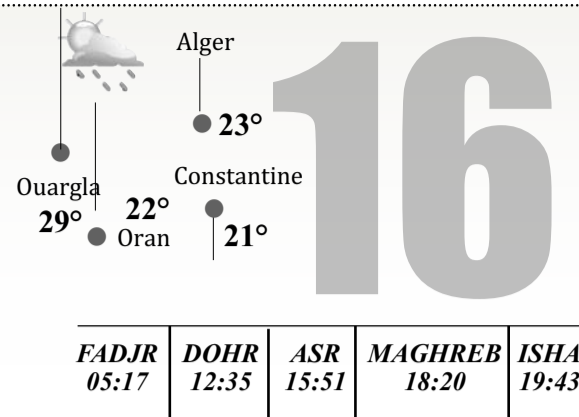 Alger
23°
16
Ouargla
29°
Constantine
21°
22°
Oran
FADJR DOHR ASR MAGHREB ISHA
05:17 12:35 15:51 18:20 19:43